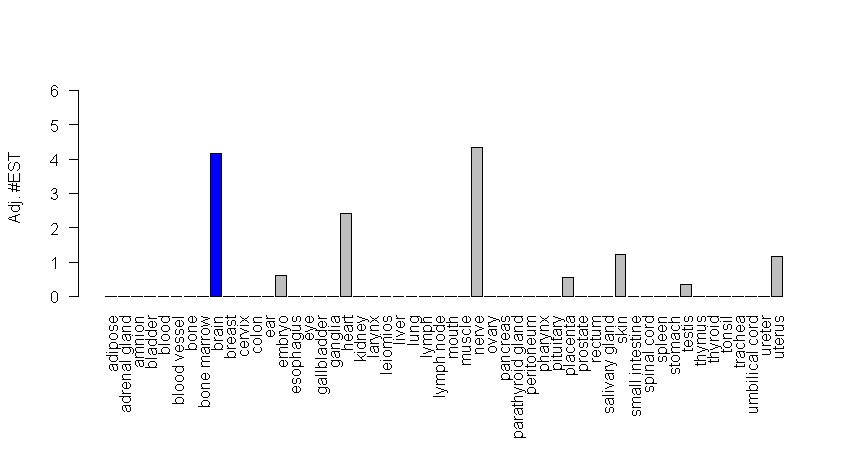 Adj. #EST
6
5
4
3
2
1
0
adipose
adrenal gland
amnion
bladder
blood
blood vessel
bone
bone marrow
brain
breast
cervix
colon
ear
embryo
esophagus
eye
gallbladder
ganglia
heart
kidney
larynx
leiomios
liver
lung
lymph
lymph node
mouth
muscle
nerve
ovary
pancreas
parathyroid gland
peritoneum
pharynx
pituitary
placenta
prostate
rectum
salivary gland
skin
small intestine
spinal cord
spleen
stomach
testis
thymus
thyroid
tonsil
trachea
umbilical cord
ureter
uterus